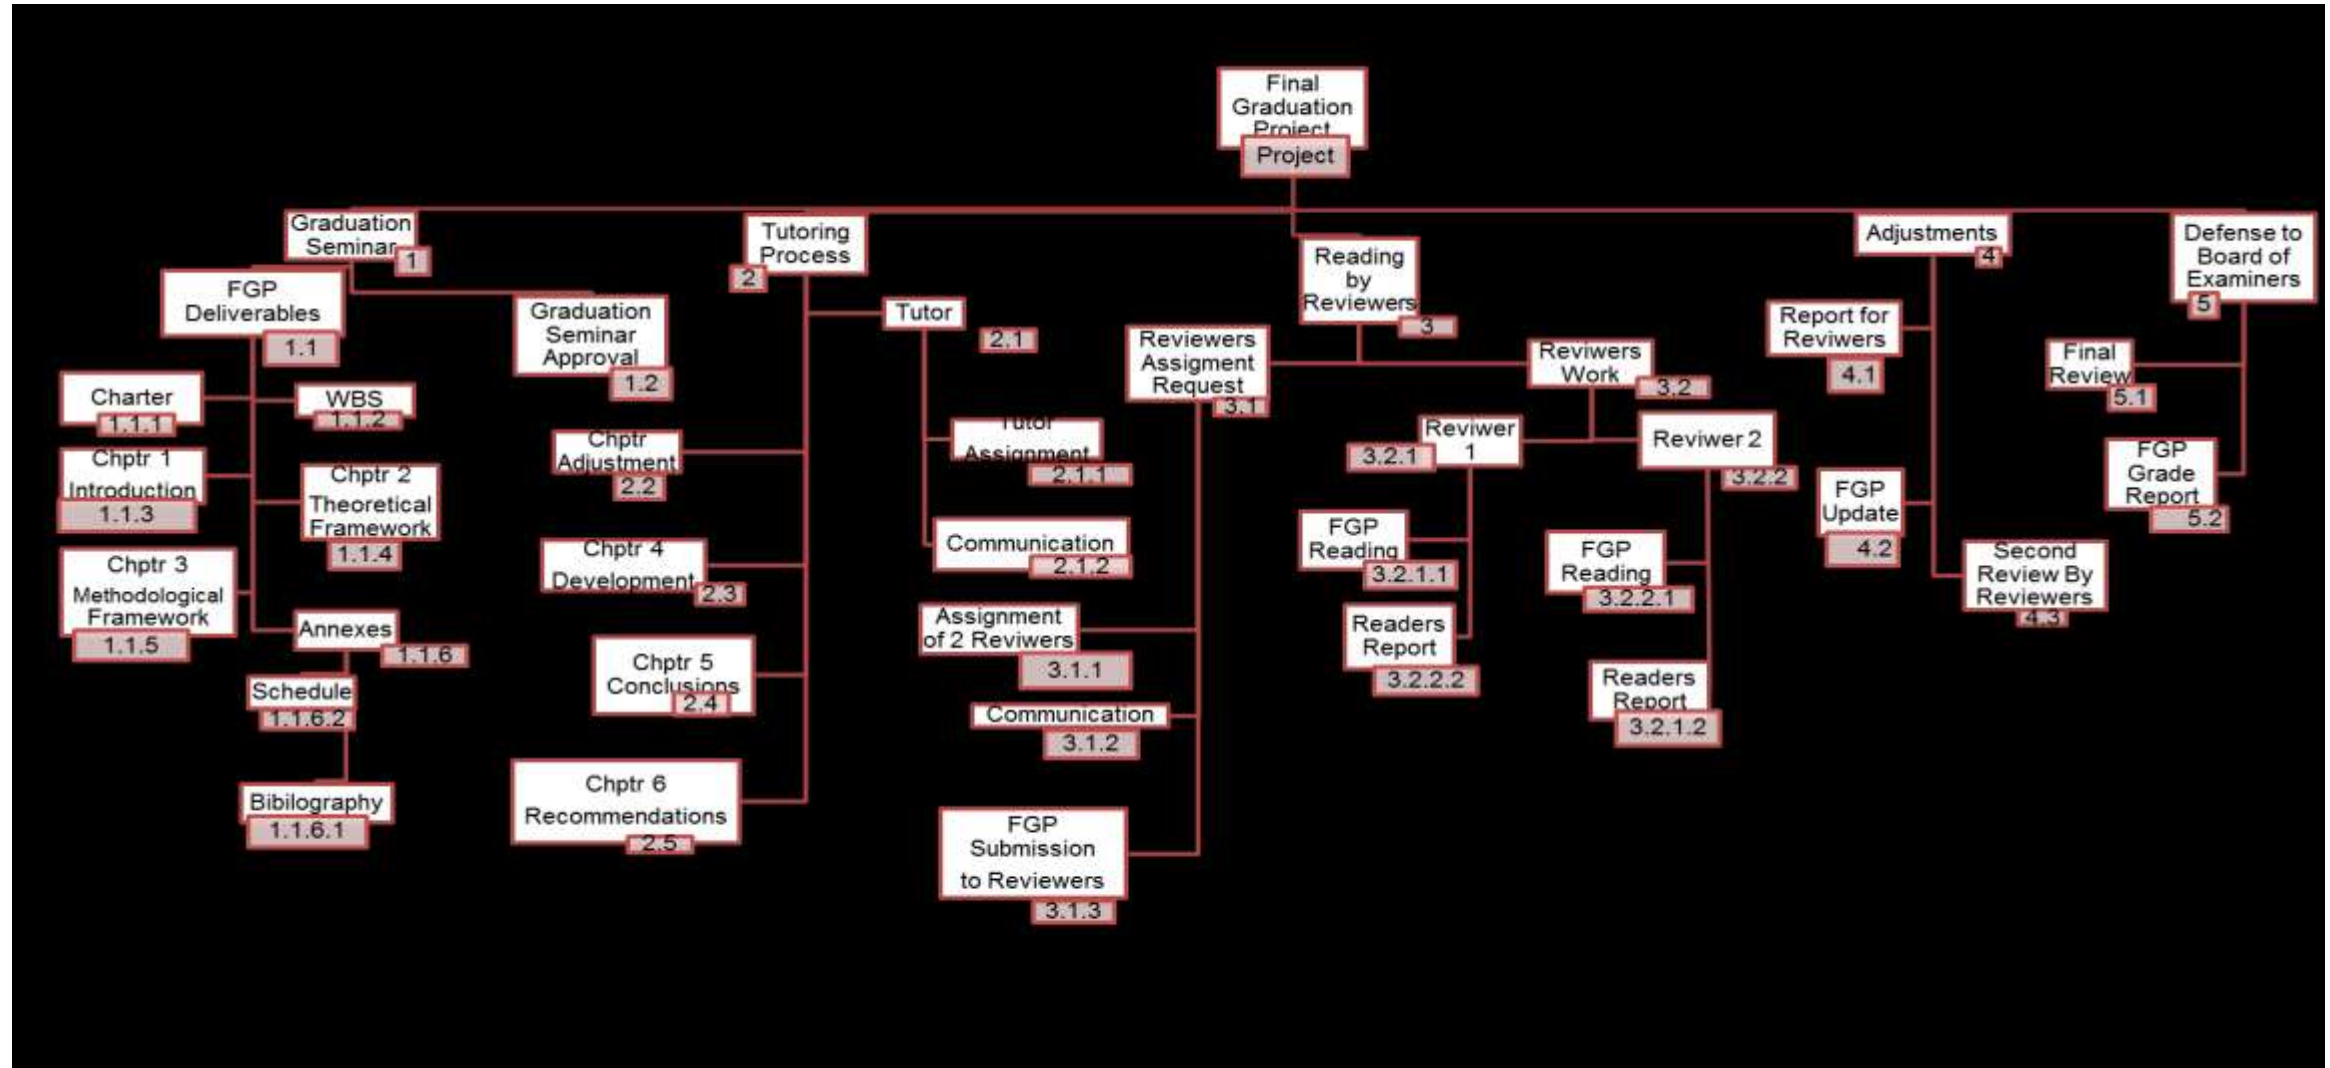 Final
Graduation
Project
Project
Graduation
Seminar
1
FGP
Deliverables
1.1
Charter
1.1.1
WBS
1.1.2
Chptr 1
Introduction
1.1.3
Chptr 2
Theoretical
Framework
1.1.4
Chptr 3
Methodological
Framework
1.1.5
Annexes
1.1.6
Schedule
1.1.6.2
Bibilography
1.1.6.1
Graduation
Seminar
Approval
1.2
Tutoring
Process
2
Tutor
2.1
Tutor
Assignment
2.1.1
Communication
2.1.2
Chptr
Adjustment
2.2
Chptr 4
Development
2.3
Chptr 5
Conclusions
2.4
Chptr 6
Recommendations
2.5
Reading
by
Reviewers
3
Reviewers
Assigment
Request
3.1
Assignment
of 2 Reviwers
3.1.1
Communication
3.1.2
FGP
Submission
to Reviewers
3.1.3
Reviwers
Work
3.2
Reviwer
1
3.2.1
FGP
Reading
3.2.1.1
Readers
Report
3.2.2.2
Reviwer 2
3.2.2
FGP
Reading
3.2.2.1
Readers
Report
3.2.1.2
Adjustments
4
Report for
Reviwers
4.1
FGP
Update
4.2
Second
Review By
Reviewers
4.3
Defense to
Board of
Examiners
5
Final
Review
5.1
FGP
Grade
Report
5.2